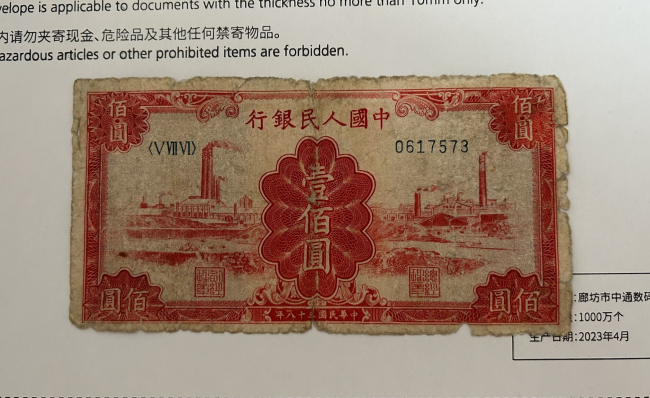 velope is applicable to documents with the thickness no more than 10mm only.
内请勿夹寄现金、危险品及其他任何禁寄物品。
azardous articles or other prohibited items are forbidden.
佰圓
行銀民人國中
佰圓
〈VⅦⅥ〉
0617573
壹佰圓
圓佰
年八十三國民華中
圓佰
:廊坊市中通数码
:1000万个
生产日期:2023年4月